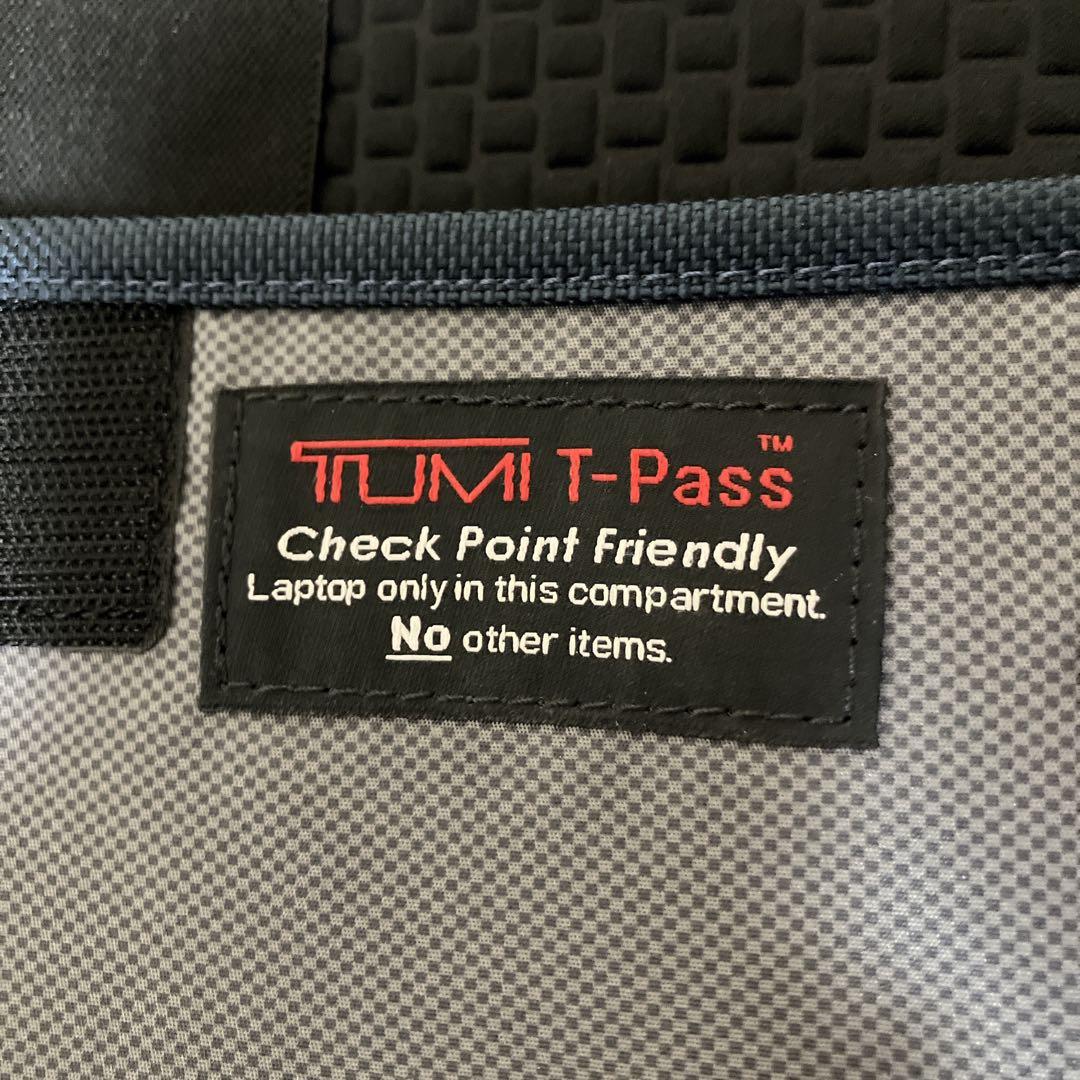 TUMI T-Pass™
Check Point Friendly
Laptop only in this compartment.
No other items.